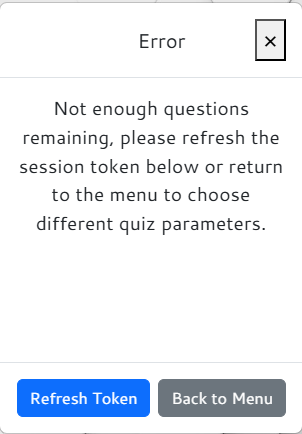 Error
×
Not enough questions
remaining, please refresh the
session token below or return
to the menu to choose
different quiz parameters.
Refresh Token
Back to Menu